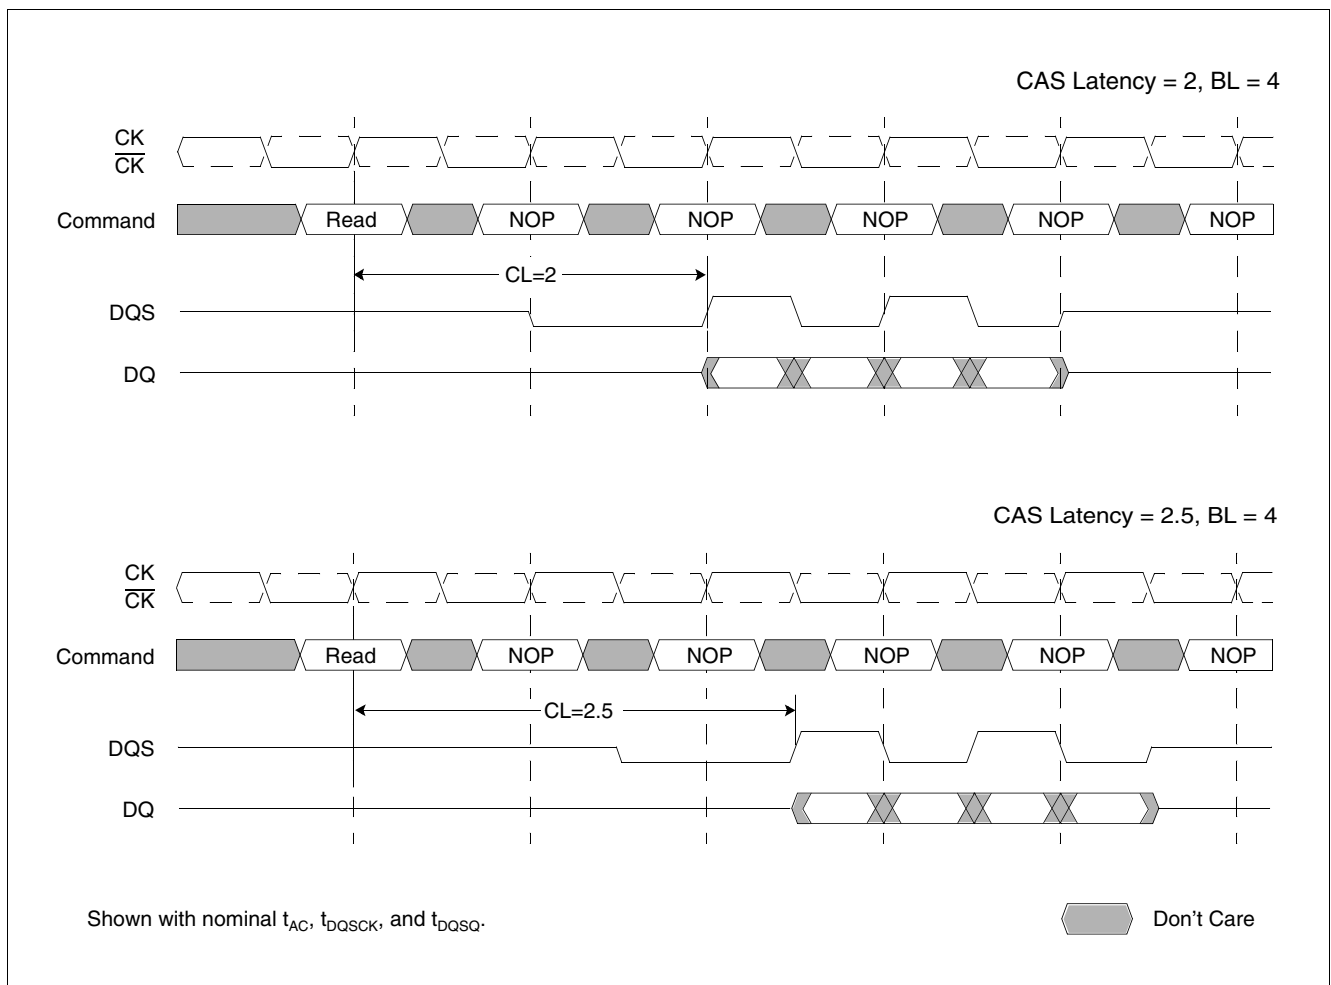 CAS Latency = 2, BL = 4
CK
CK
Command Read NOP NOP NOP NOP NOP
CL=2
DQS
DQ
CAS Latency = 2.5, BL = 4
CK
CK
Command Read NOP NOP NOP NOP NOP
CL=2.5
DQS
DQ
Shown with nominal tAC, tDQSCK, and tDQSQ.
Don't Care